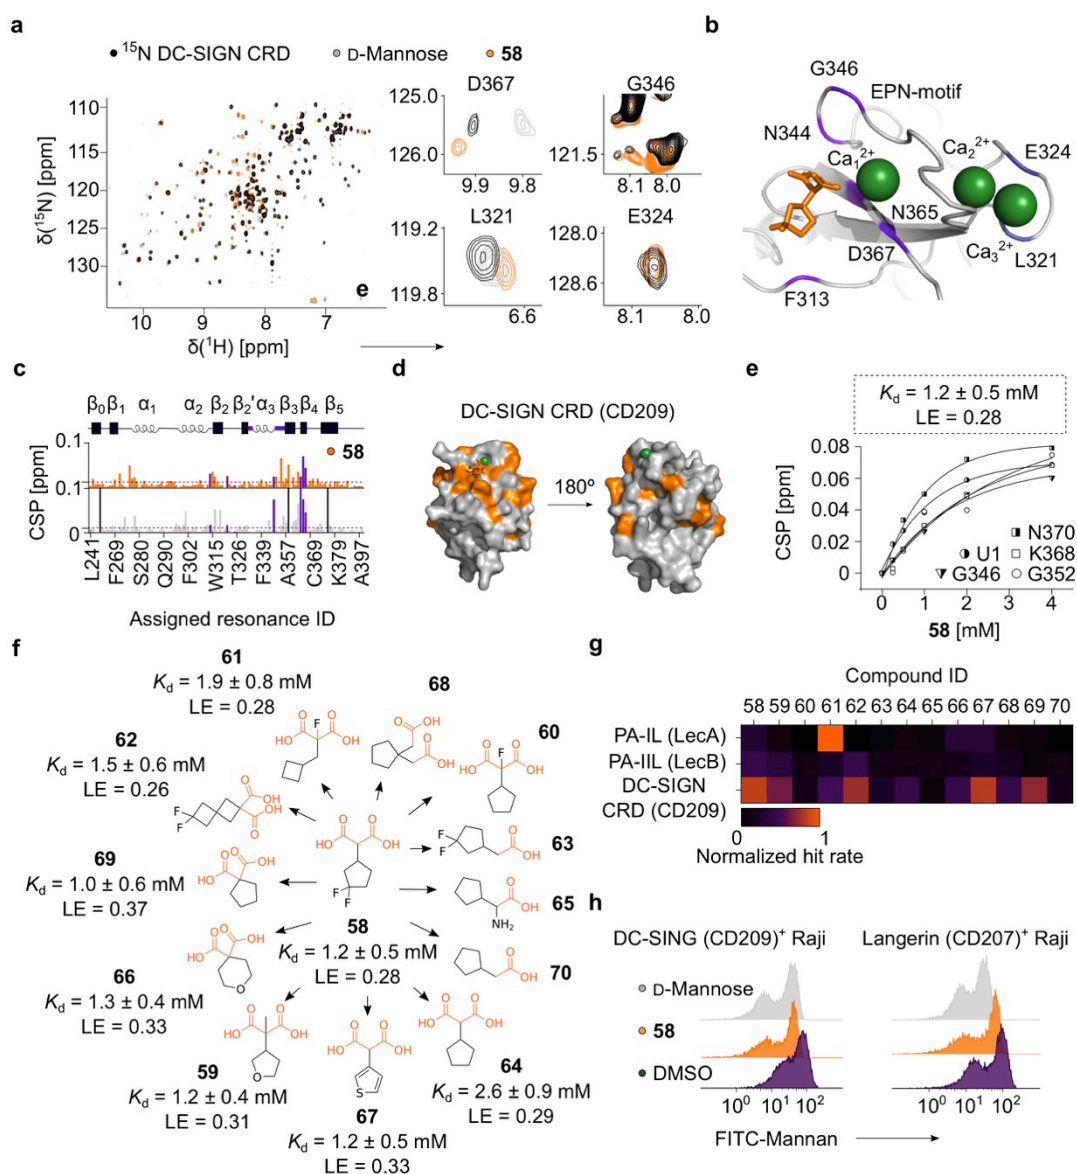 a
● ¹⁵N DC-SIGN CRD
D-Mannose
58
D367
G346
125.0
126.0
9.9 9.8
121.5
8.1 8.0
L321
E324
119.2
119.8
6.6
128.0
128.6
8.1 8.0
110
115
120
125
130
δ(¹⁵N) [ppm]
10 9 8 7
δ(¹H) [ppm]
e
b
G346
EPN-motif
N344
Ca₁²⁺
Ca₂²⁺
E324
N365
D367
Ca₃²⁺
L321
F313
c
β₀ β₁ α₁ α₂ β₂ β₂' α₃ β₃ β₄ β₅
58
0.1
0.1
0
CSP [ppm]
L241 F269 S280 Q290 F302 W315 T326 F339 A357 C369 K379 A397
Assigned resonance ID
d
DC-SIGN CRD (CD209)
180º
e
Kd = 1.2 ± 0.5 mM
LE = 0.28
0.08
0.06
0.04
0.02
0
CSP [ppm]
N370
U1
K368
G346
G352
0 1 2 3 4
58 [mM]
f
61
Kd = 1.9 ± 0.8 mM
LE = 0.28
68
60
62
Kd = 1.5 ± 0.6 mM
LE = 0.26
63
69
Kd = 1.0 ± 0.6 mM
LE = 0.37
65
58
Kd = 1.2 ± 0.5 mM
LE = 0.28
70
66
Kd = 1.3 ± 0.4 mM
LE = 0.33
59
Kd = 1.2 ± 0.4 mM
LE = 0.31
67
Kd = 1.2 ± 0.5 mM
LE = 0.33
64
Kd = 2.6 ± 0.9 mM
LE = 0.29
g
Compound ID
58 59 60 61 62 63 64 65 66 67 68 69 70
PA-IL (LecA)
PA-IIL (LecB)
DC-SIGN
CRD (CD209)
0 1
Normalized hit rate
h
DC-SING (CD209)⁺ Raji
Langerin (CD207)⁺ Raji
D-Mannose
58
DMSO
10⁰ 10¹ 10²
10⁰ 10¹ 10²
FITC-Mannan